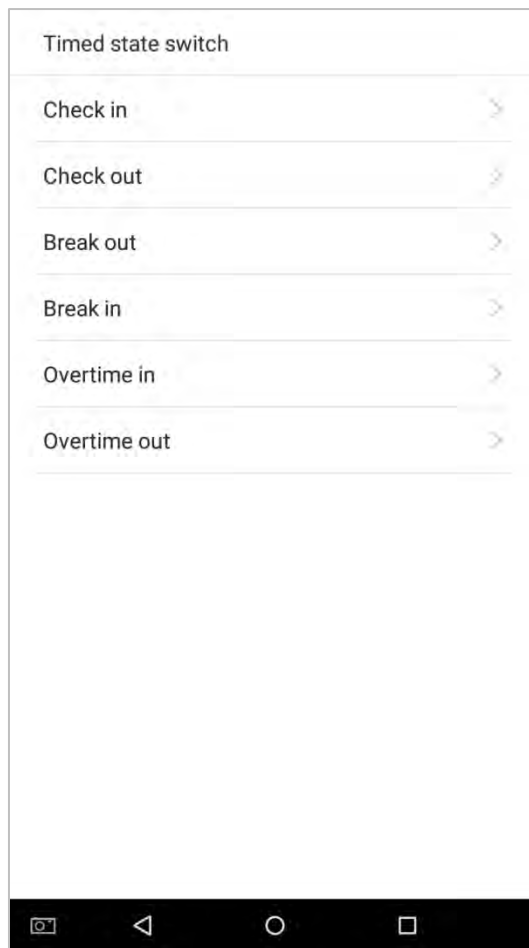 Timed state switch
Check in
Check out
Break out
Break in
Overtime in
Overtime out